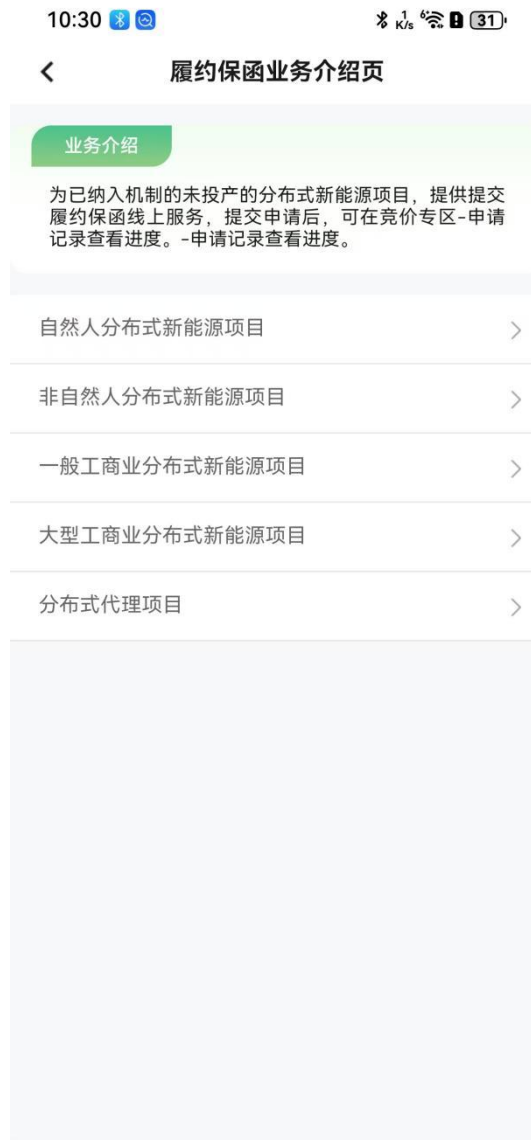 10:30
1 K/s 6 31
履约保函业务介绍页
业务介绍
为已纳入机制的未投产的分布式新能源项目，提供提交
履约保函线上服务，提交申请后，可在竞价专区-申请
记录查看进度。-申请记录查看进度。
自然人分布式新能源项目
非自然人分布式新能源项目
一般工商业分布式新能源项目
大型工商业分布式新能源项目
分布式代理项目